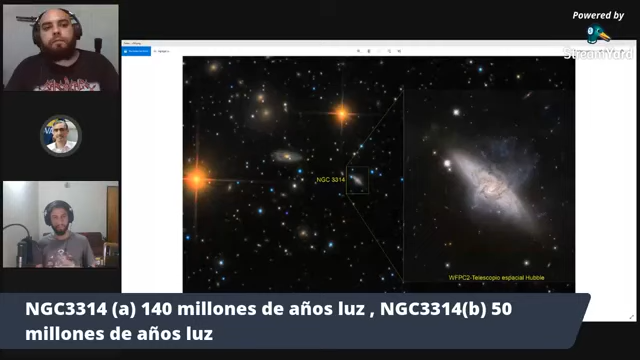 Powered by
StreamYard
NGC 3314
WFPC2-Telescopio espacial Hubble
NGC3314 (a) 140 millones de años luz , NGC3314(b) 50
millones de años luz